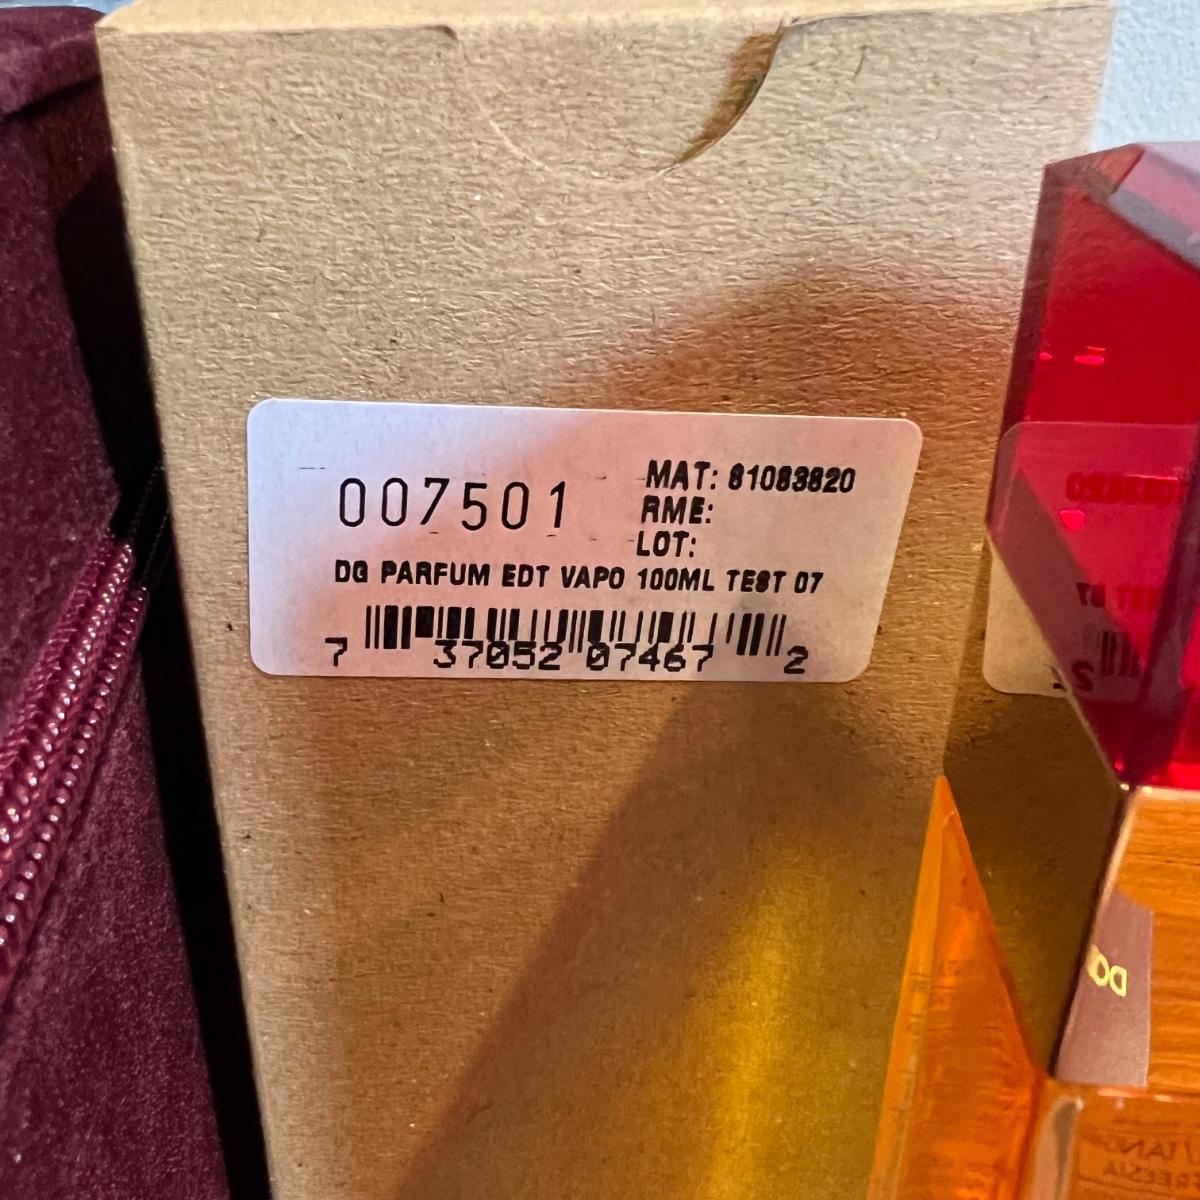 007501
MAT: 81083820
RME:
LOT:
DG PARFUM EDT VAPO 100ML TEST 07
7 37052 07467 2